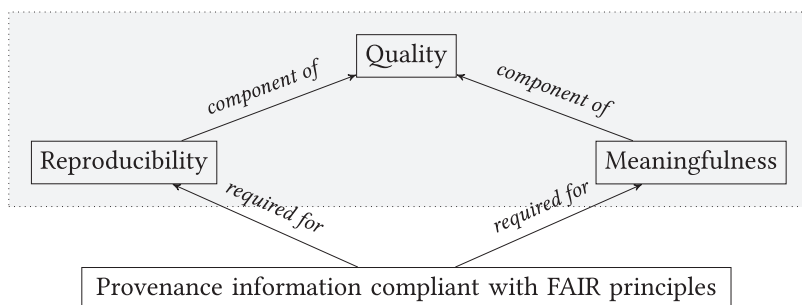 Quality
component of
component of
Reproducibility
Meaningfulness
required for
required for
Provenance information compliant with FAIR principles